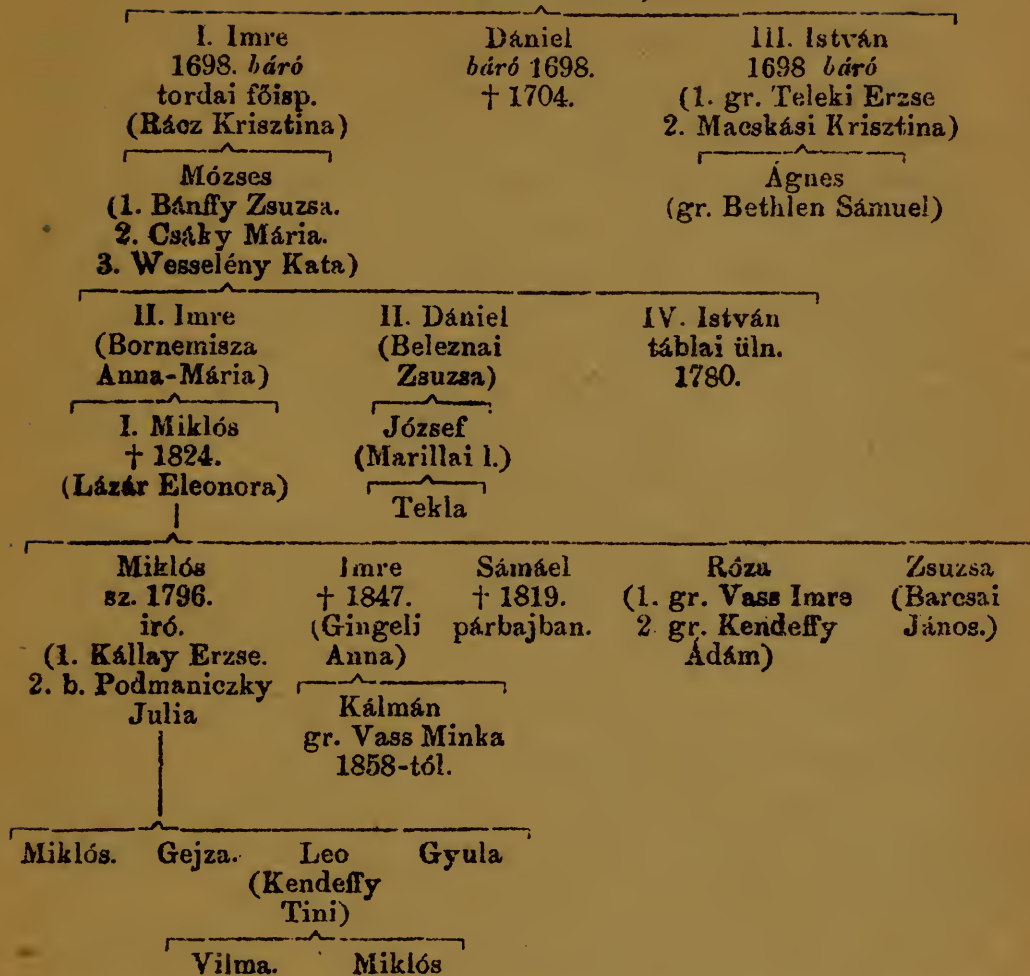 I. Imre
1698. báró
tordai főisp.
(Rácz Krisztina)
Dániel
báró 1698.
† 1704.
III. István
1698 báró
(1. gr. Teleki Erzse
2. Macskási Krisztina)
Mózses
(1. Bánffy Zsuzsa.
2. Csáky Mária.
3. Wesselény Kata)
Ágnes
(gr. Bethlen Sámuel)
II. Imre
(Bornemisza
Anna-Mária)
II. Dániel
(Beleznai
Zsuzsa)
IV. István
táblai üln.
1780.
I. Miklós
† 1824.
(Lázár Eleonora)
József
(Marillai l.)
Tekla
Miklós
sz. 1796.
iró.
(1. Kállay Erzse.
2. b. Podmaniczky
Julia
Imre
† 1847.
(Gingeli
Anna)
Sámáel
† 1819.
párbajban.
Róza
(1. gr. Vass Imre
2. gr. Kendeffy
Ádám)
Zsuzsa
(Barcsai
János.)
Kálmán
gr. Vass Minka
1858-tól.
Miklós.
Gejza.
Leo
(Kendeffy
Tini)
Gyula
Vilma.
Miklós